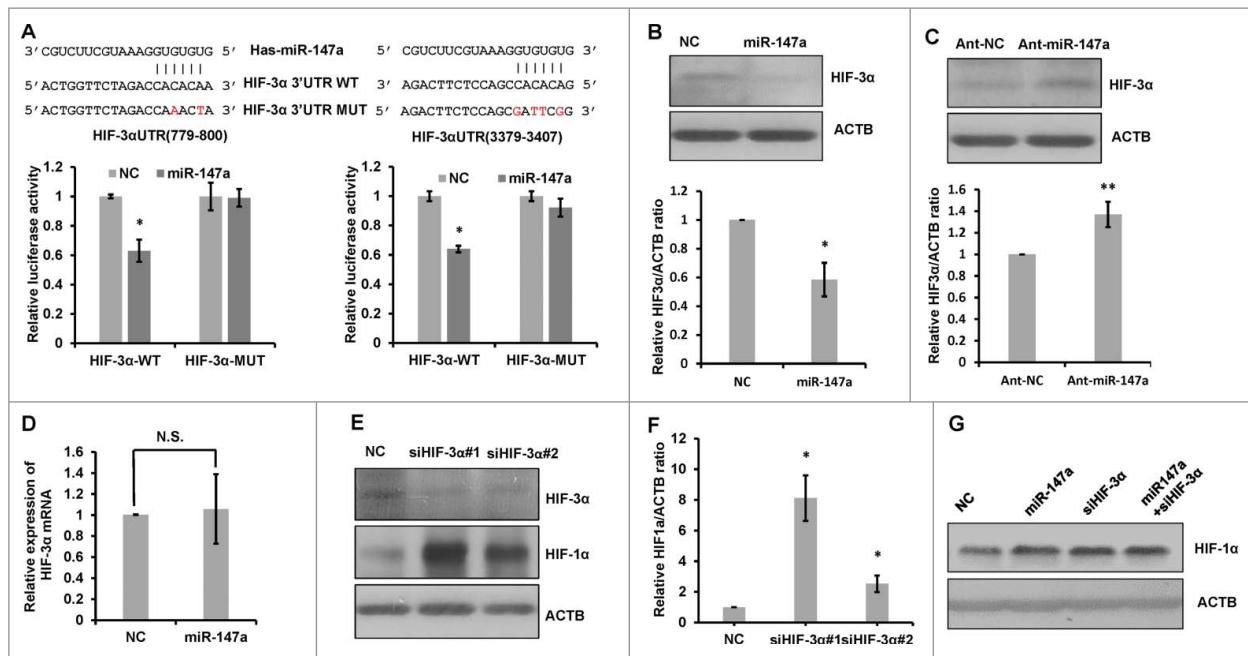 A
3' CGUCUUCGUAAAGGUGUGUG 5' Has-miR-147a CGUCUUCGUAAAGGUGUGUG 3'
5' ACTGGTTCTAGACCACACAA 3' HIF-3α 3'UTR WT 5' AGACTTCTCCAGCCACACAG 3'
5' ACTGGTTCTAGACCAAACTA 3' HIF-3α 3'UTR MUT 5' AGACTTCTCCAGCGATTCGG 3'
HIF-3αUTR(779-800) HIF-3αUTR(3379-3407)
Relative luciferase activity
1.2
1
0.8
0.6
0.4
0.2
0
NC miR-147a
*
HIF-3α-WT HIF-3α-MUT
Relative luciferase activity
1.2
1
0.8
0.6
0.4
0.2
0
NC miR-147a
*
HIF-3α-WT HIF-3α-MUT
B
NC miR-147a
HIF-3α
ACTB
Relative HIF3α/ACTB ratio
1.2
1
0.8
0.6
0.4
0.2
0
*
NC miR-147a
C
Ant-NC Ant-miR-147a
HIF-3α
ACTB
Relative HIF3α/ACTB ratio
1.6
1.4
1.2
1
0.8
0.6
0.4
0.2
0
**
Ant-NC Ant-miR-147a
D
N.S.
Relative expression of
HIF-3α mRNA
1.6
1.4
1.2
1
0.8
0.6
0.4
0.2
0
NC miR-147a
E
NC siHIF-3α#1 siHIF-3α#2
HIF-3α
HIF-1α
ACTB
F
Relative HIF1a/ACTB ratio
12
10
8
6
4
2
0
*
*
NC siHIF-3α#1 siHIF-3α#2
G
NC miR-147a siHIF-3α miR147a
+siHIF-3α
HIF-1α
ACTB